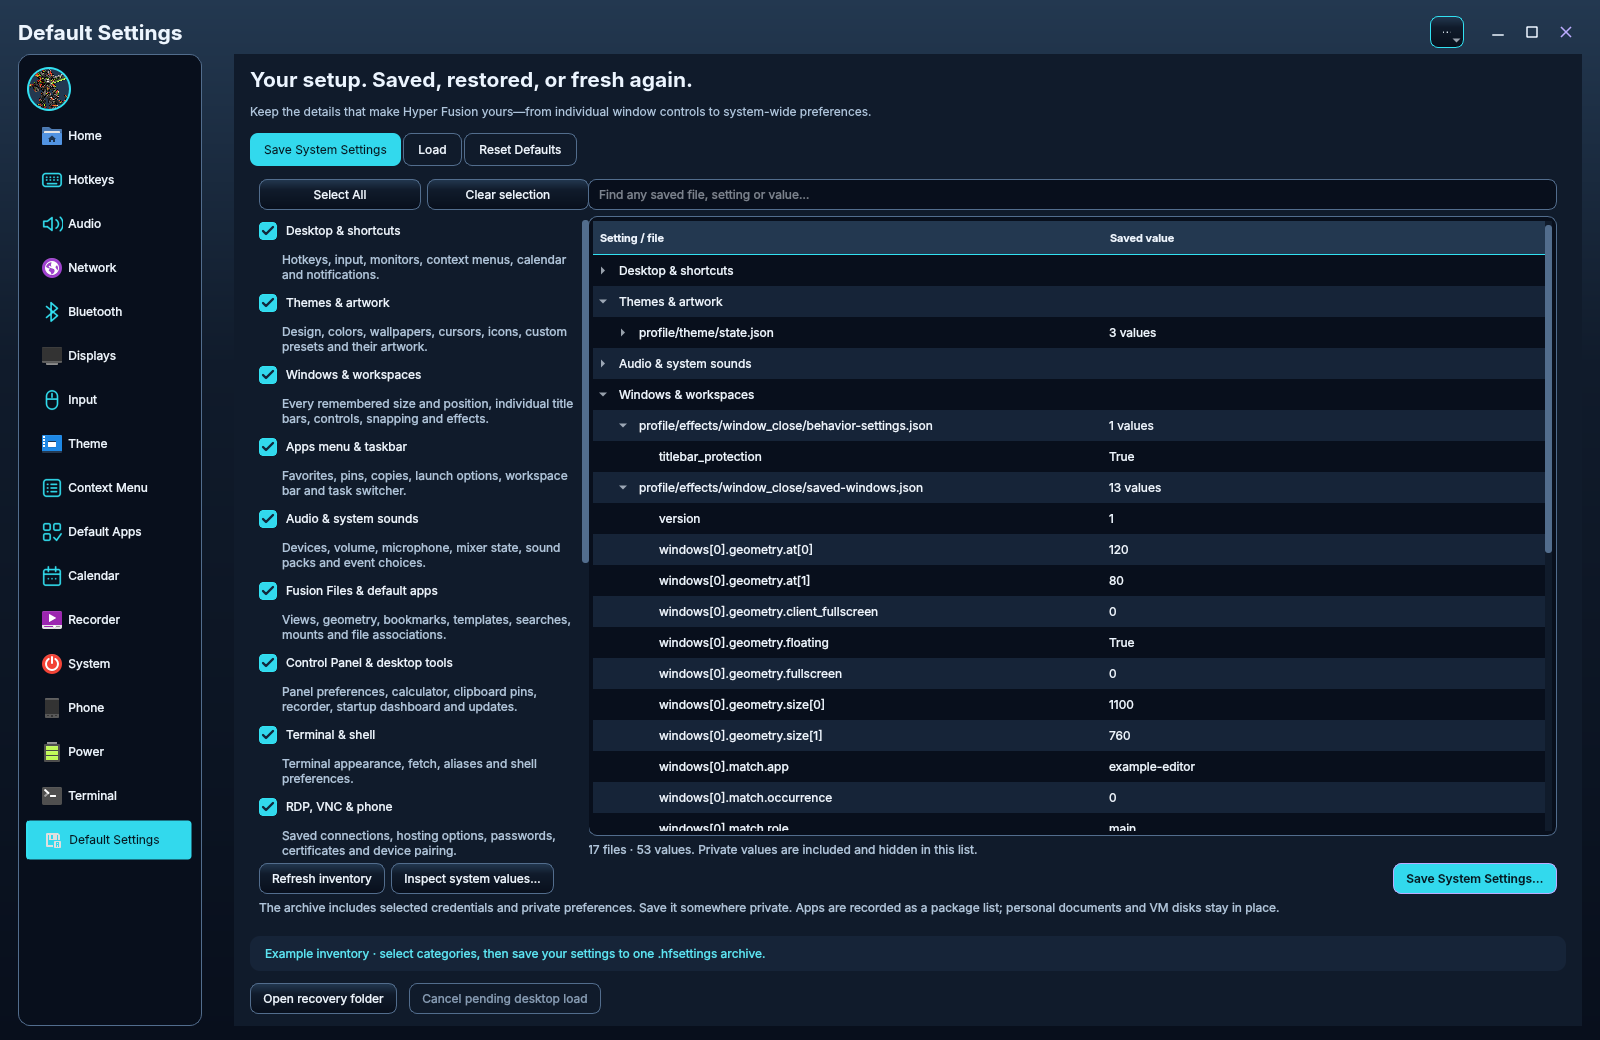 Default Settings
Home
Hotkeys
Audio
Network
Bluetooth
Displays
Input
Theme
Context Menu
Default Apps
Calendar
Recorder
System
Phone
Power
Terminal
Default Settings
Your setup. Saved, restored, or fresh again.
Keep the details that make Hyper Fusion yours—from individual window controls to system-wide preferences.
Save System Settings
Load
Reset Defaults
Select All
Clear selection
Find any saved file, setting or value...
Desktop & shortcuts
Hotkeys, input, monitors, context menus, calendar
and notifications.
Themes & artwork
Design, colors, wallpapers, cursors, icons, custom
presets and their artwork.
Windows & workspaces
Every remembered size and position, individual title
bars, controls, snapping and effects.
Apps menu & taskbar
Favorites, pins, copies, launch options, workspace
bar and task switcher.
Audio & system sounds
Devices, volume, microphone, mixer state, sound
packs and event choices.
Fusion Files & default apps
Views, geometry, bookmarks, templates, searches,
mounts and file associations.
Control Panel & desktop tools
Panel preferences, calculator, clipboard pins,
recorder, startup dashboard and updates.
Terminal & shell
Terminal appearance, fetch, aliases and shell
preferences.
RDP, VNC & phone
Saved connections, hosting options, passwords,
certificates and device pairing.
Setting / file Saved value
Desktop & shortcuts
Themes & artwork
profile/theme/state.json 3 values
Audio & system sounds
Windows & workspaces
profile/effects/window_close/behavior-settings.json 1 values
titlebar_protection True
profile/effects/window_close/saved-windows.json 13 values
version 1
windows[0].geometry.at[0] 120
windows[0].geometry.at[1] 80
windows[0].geometry.client_fullscreen 0
windows[0].geometry.floating True
windows[0].geometry.fullscreen 0
windows[0].geometry.size[0] 1100
windows[0].geometry.size[1] 760
windows[0].match.app example-editor
windows[0].match.occurrence 0
windows[0].match.role main
17 files · 53 values. Private values are included and hidden in this list.
Refresh inventory
Inspect system values...
Save System Settings...
The archive includes selected credentials and private preferences. Save it somewhere private. Apps are recorded as a package list; personal documents and VM disks stay in place.
Example inventory · select categories, then save your settings to one .hfsettings archive.
Open recovery folder
Cancel pending desktop load